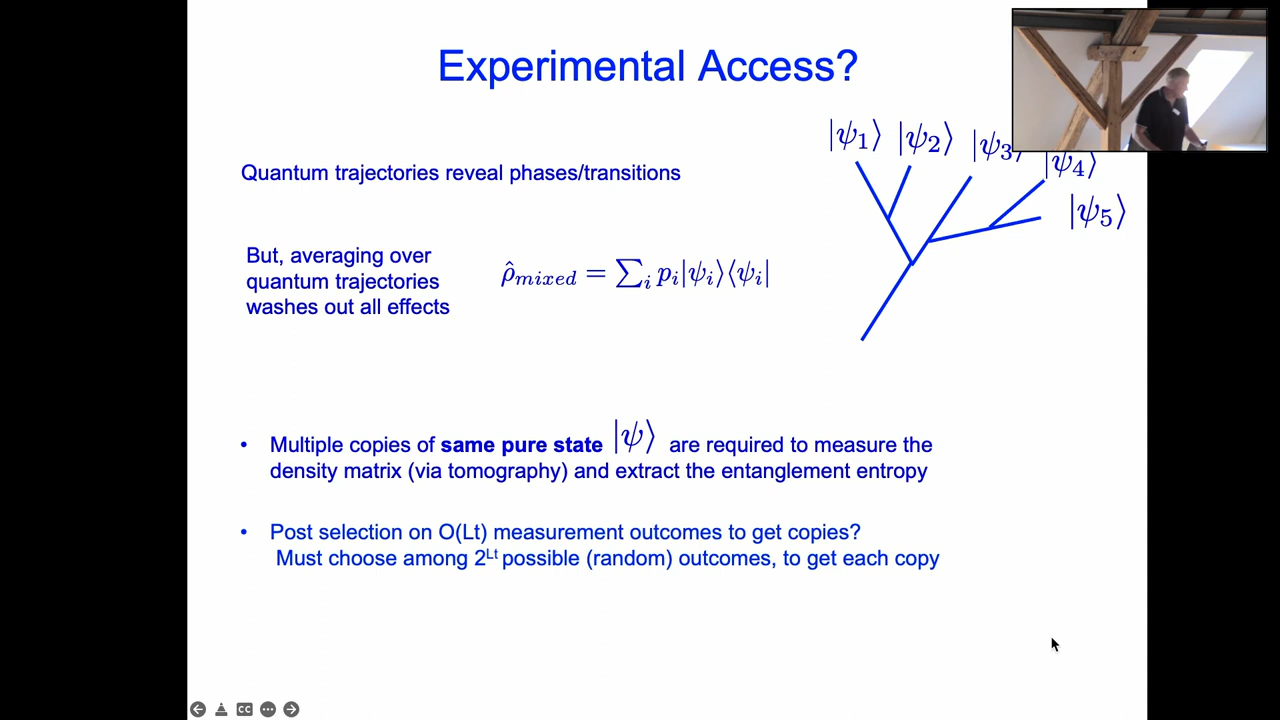 Experimental Access?
|ψ₁⟩ |ψ₂⟩ |ψ₃⟩ |ψ₄⟩
|ψ₅⟩
Quantum trajectories reveal phases/transitions
But, averaging over
quantum trajectories
washes out all effects
ρ̂_mixed = ∑ᵢ pᵢ|ψᵢ⟩⟨ψᵢ|
• Multiple copies of same pure state |ψ⟩ are required to measure the
density matrix (via tomography) and extract the entanglement entropy
• Post selection on O(Lt) measurement outcomes to get copies?
Must choose among 2^Lt possible (random) outcomes, to get each copy
CC